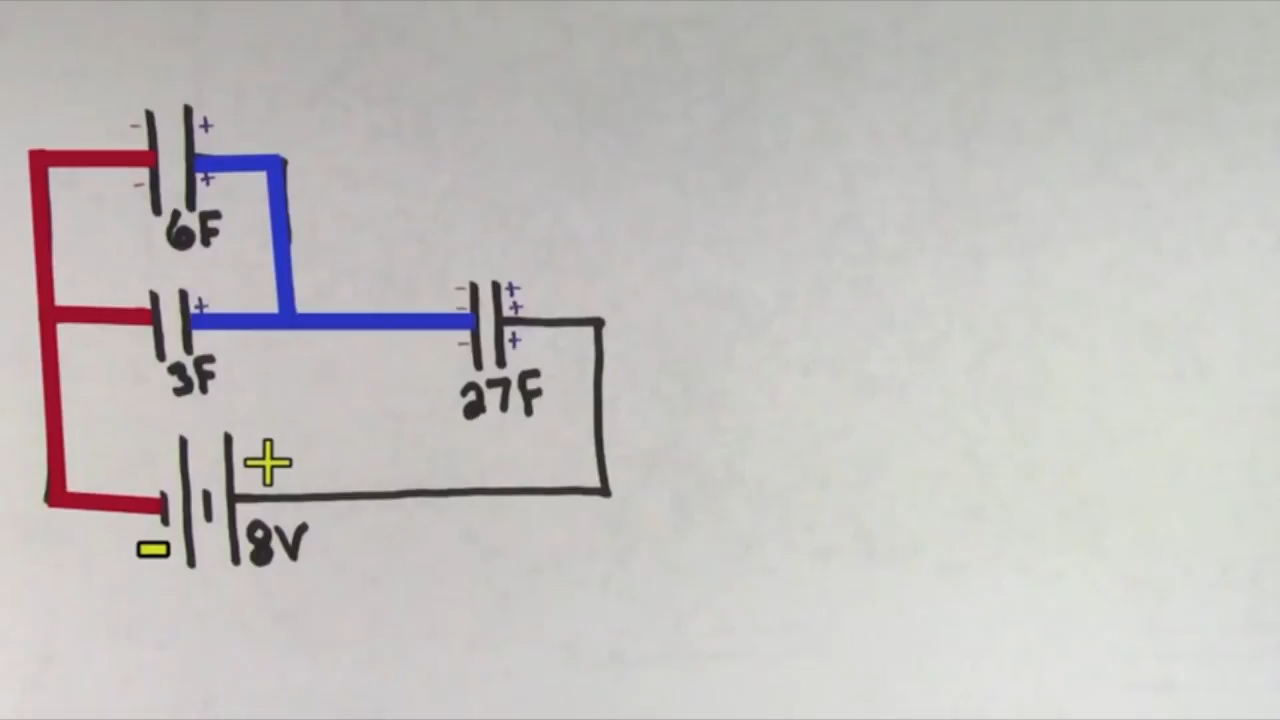 - +
- +
6F
+
3F
- +
- +
- +
27F
+
-
8V